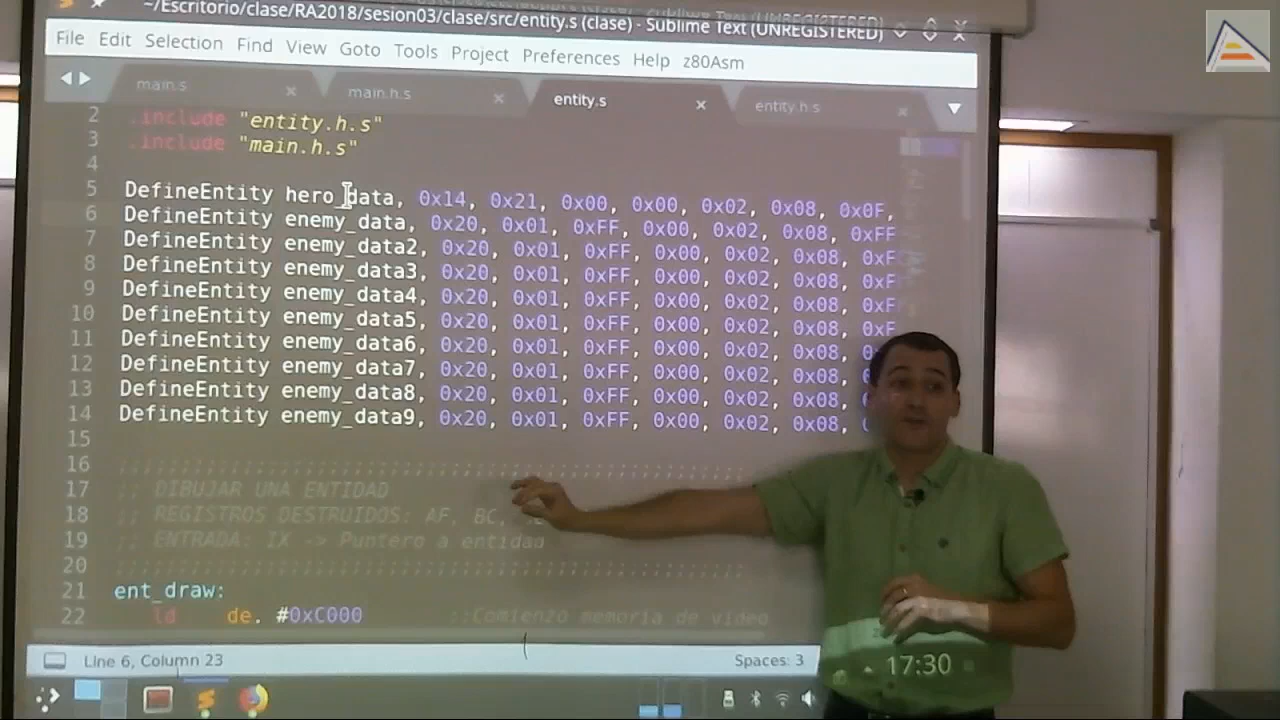 ~/Escritorio/clase/RA2018/sesion03/clase/src/entity.s (clase) - Sublime Text (UNREGISTERED)
File Edit Selection Find View Goto Tools Project Preferences Help z80Asm
main.s main.h.s entity.s entity.h.s
2 .include "entity.h.s"
3 .include "main.h.s"
4
5 DefineEntity hero_data, 0x14, 0x21, 0x00, 0x00, 0x02, 0x08, 0x0F,
6 DefineEntity enemy_data, 0x20, 0x01, 0xFF, 0x00, 0x02, 0x08, 0xFF
7 DefineEntity enemy_data2, 0x20, 0x01, 0xFF, 0x00, 0x02, 0x08, 0xF
8 DefineEntity enemy_data3, 0x20, 0x01, 0xFF, 0x00, 0x02, 0x08, 0xF
9 DefineEntity enemy_data4, 0x20, 0x01, 0xFF, 0x00, 0x02, 0x08, 0xF
10 DefineEntity enemy_data5, 0x20, 0x01, 0xFF, 0x00, 0x02, 0x08, 0xF
11 DefineEntity enemy_data6, 0x20, 0x01, 0xFF, 0x00, 0x02, 0x08,
12 DefineEntity enemy_data7, 0x20, 0x01, 0xFF, 0x00, 0x02, 0x08,
13 DefineEntity enemy_data8, 0x20, 0x01, 0xFF, 0x00, 0x02, 0x08,
14 DefineEntity enemy_data9, 0x20, 0x01, 0xFF, 0x00, 0x02, 0x08,
15
16
17 ;; DIBUJAR UNA ENTIDAD
18 ;; REGISTROS DESTRUIDOS: AF, BC,
19 ;; ENTRADA: IX -> Puntero a entidad
20
21 ent_draw:
22 ld de, #0xC000 ;;Comienzo memoria de video
Line 6, Column 23 Spaces: 3
17:30